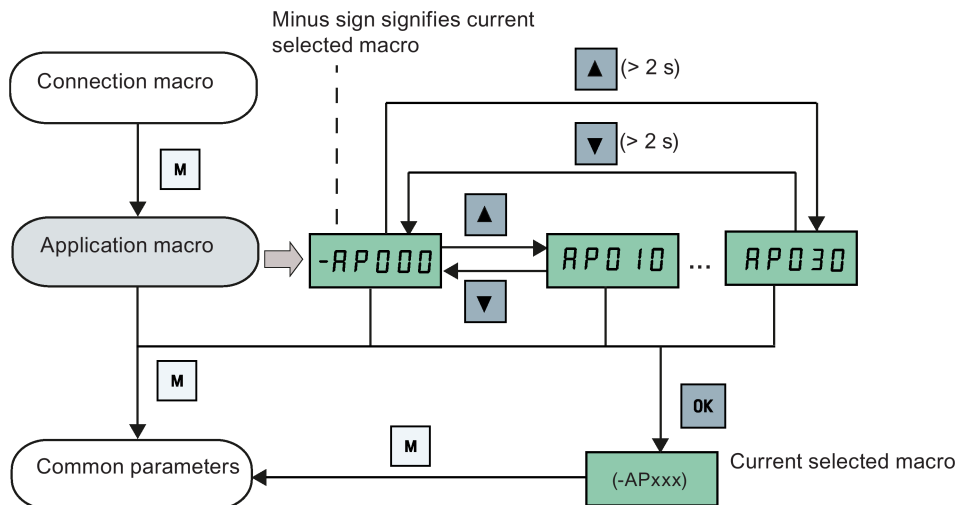 Minus sign signifies current
selected macro
▲ (> 2 s)
Connection macro
▼ (> 2 s)
M
▲
Application macro
-AP000
AP010
...
AP030
▼
M
OK
M
Common parameters
(-APxxx)
Current selected macro